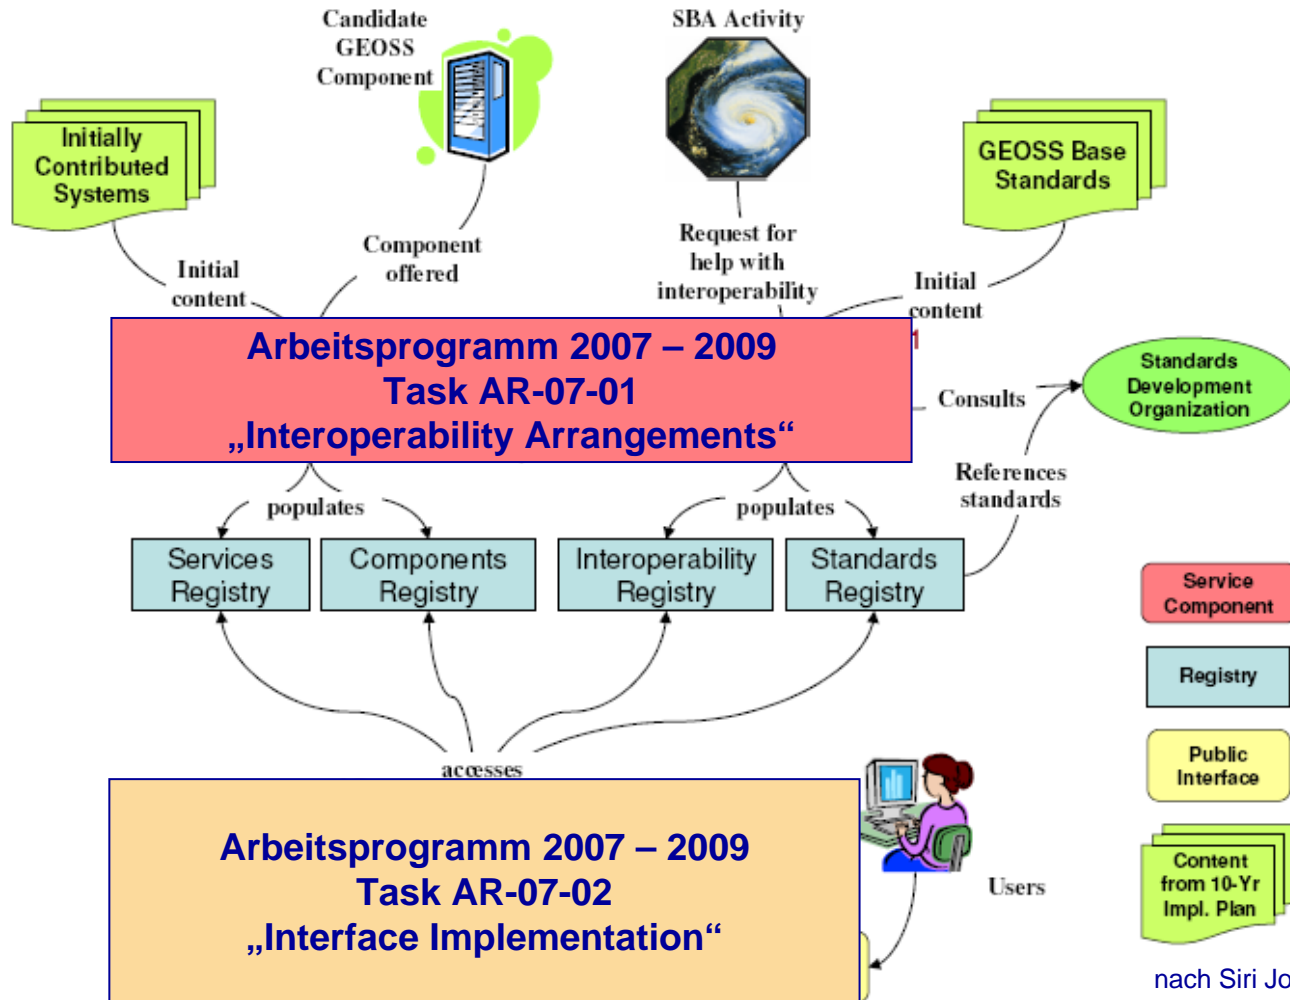 Candidate
GEOSS
Component
SBA Activity
Initially
Contributed
Systems
GEOSS Base
Standards
Component
offered
Request for
help with
interoperability
Initial
content
Initial
content
Arbeitsprogramm 2007 – 2009
Task AR-07-01
„Interoperability Arrangements“
1
Consults
Standards
Development
Organization
References
standards
populates
populates
Services
Registry
Components
Registry
Interoperability
Registry
Standards
Registry
Service
Component
Registry
Public
Interface
Content
from 10-Yr
Impl. Plan
accesses
Arbeitsprogramm 2007 – 2009
Task AR-07-02
„Interface Implementation“
Users
nach Siri Jo